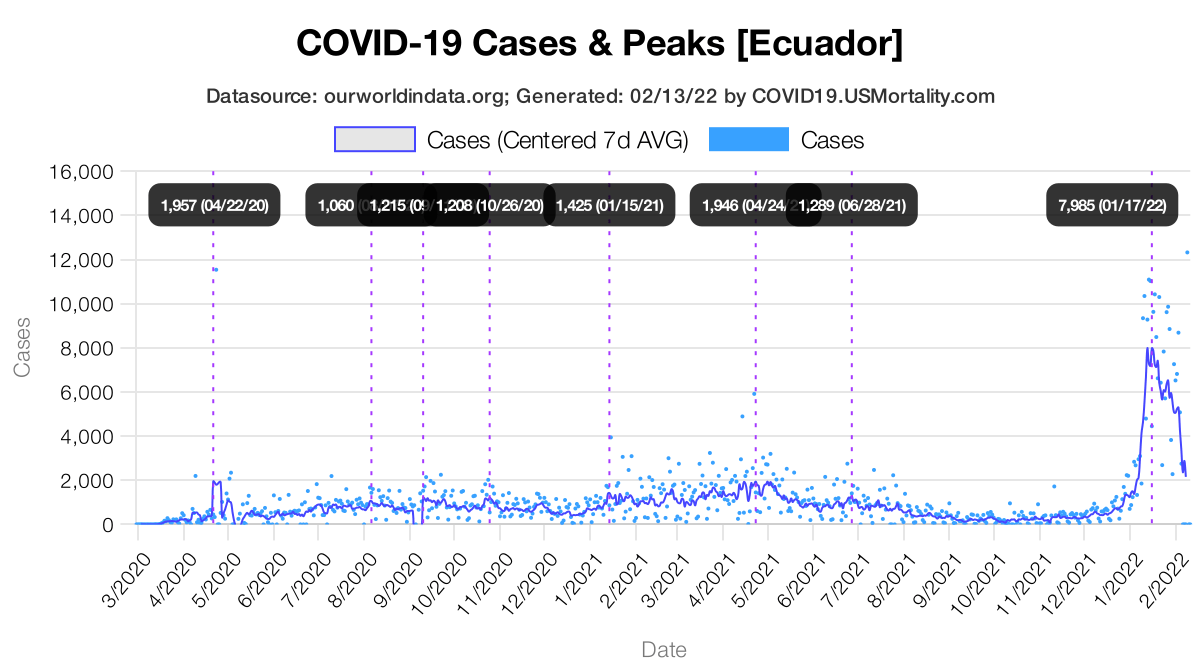 COVID-19 Cases & Peaks [Ecuador]
Datasource: ourworldindata.org; Generated: 02/13/22 by COVID19.USMortality.com
Cases (Centered 7d AVG) Cases
16,000
14,000
12,000
10,000
8,000
6,000
4,000
2,000
0
Cases
1,957 (04/22/20) 1,060 1,215 1,208 (10/26/20) 1,425 (01/15/21) 1,946 (04/24/ 1,289 (06/28/21) 7,985 (01/17/22)
3/2020 4/2020 5/2020 6/2020 7/2020 8/2020 9/2020 10/2020 11/2020 12/2020 1/2021 2/2021 3/2021 4/2021 5/2021 6/2021 7/2021 8/2021 9/2021 10/2021 11/2021 12/2021 1/2022 2/2022
Date